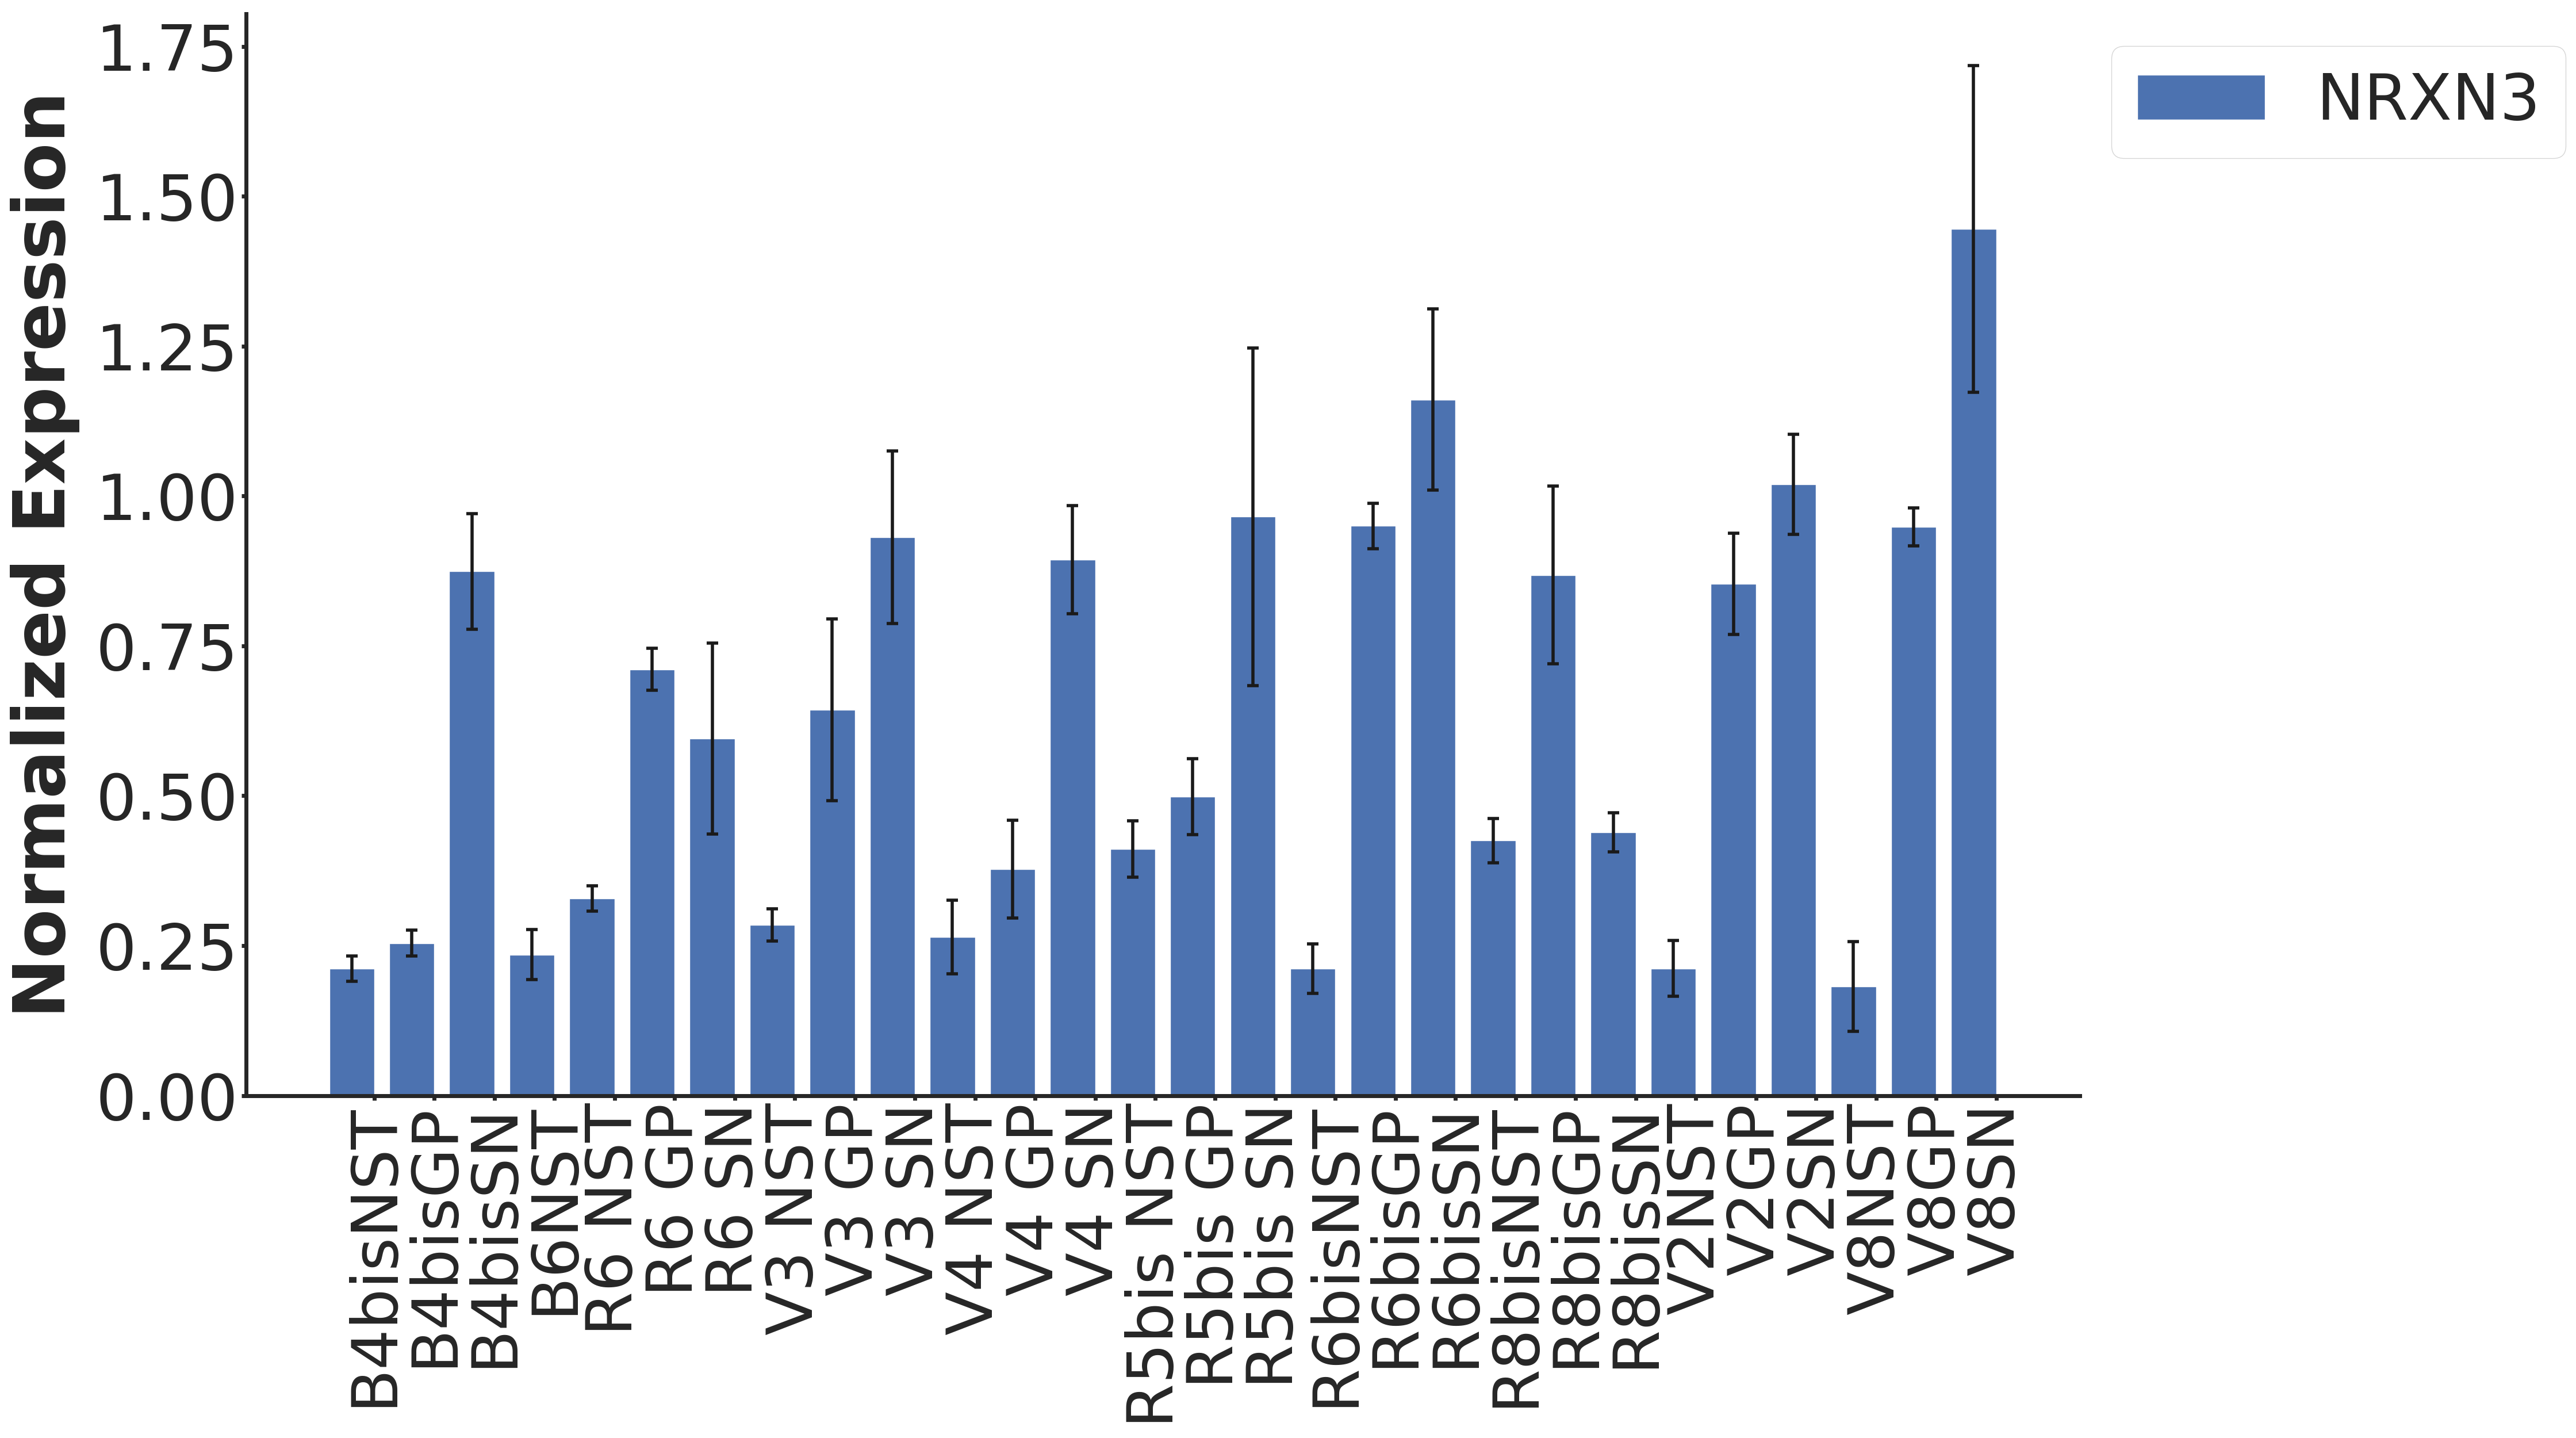 Normalized Expression
1.75
1.50
1.25
1.00
0.75
0.50
0.25
0.00
NRXN3
B4bisNST
B4bisGP
B4bisSN
B6NST
R6 NST
R6 GP
R6 SN
V3 NST
V3 GP
V3 SN
V4 NST
V4 GP
V4 SN
R5bis NST
R5bis GP
R5bis SN
R6bisNST
R6bisGP
R6bisSN
R8bisNST
R8bisGP
R8bisSN
V2NST
V2GP
V2SN
V8NST
V8GP
V8SN